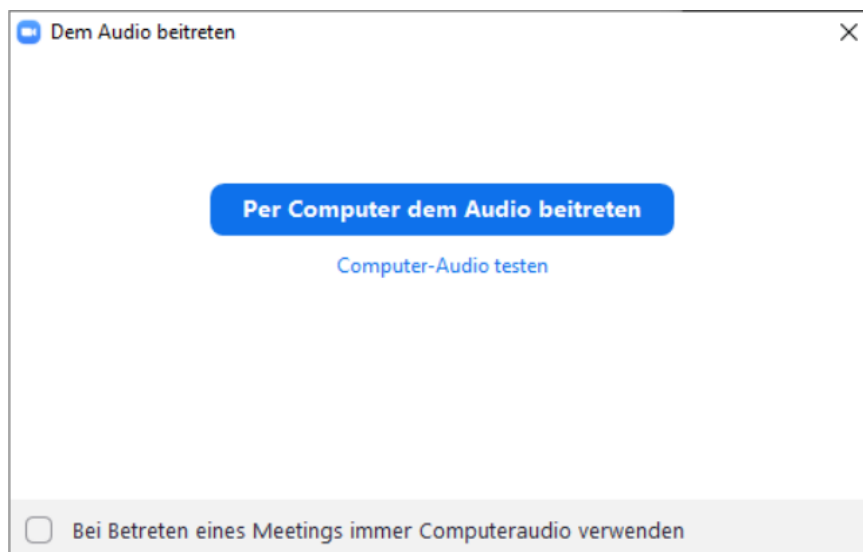 Dem Audio beitreten
Per Computer dem Audio beitreten
Computer-Audio testen
Bei Betreten eines Meetings immer Computeraudio verwenden